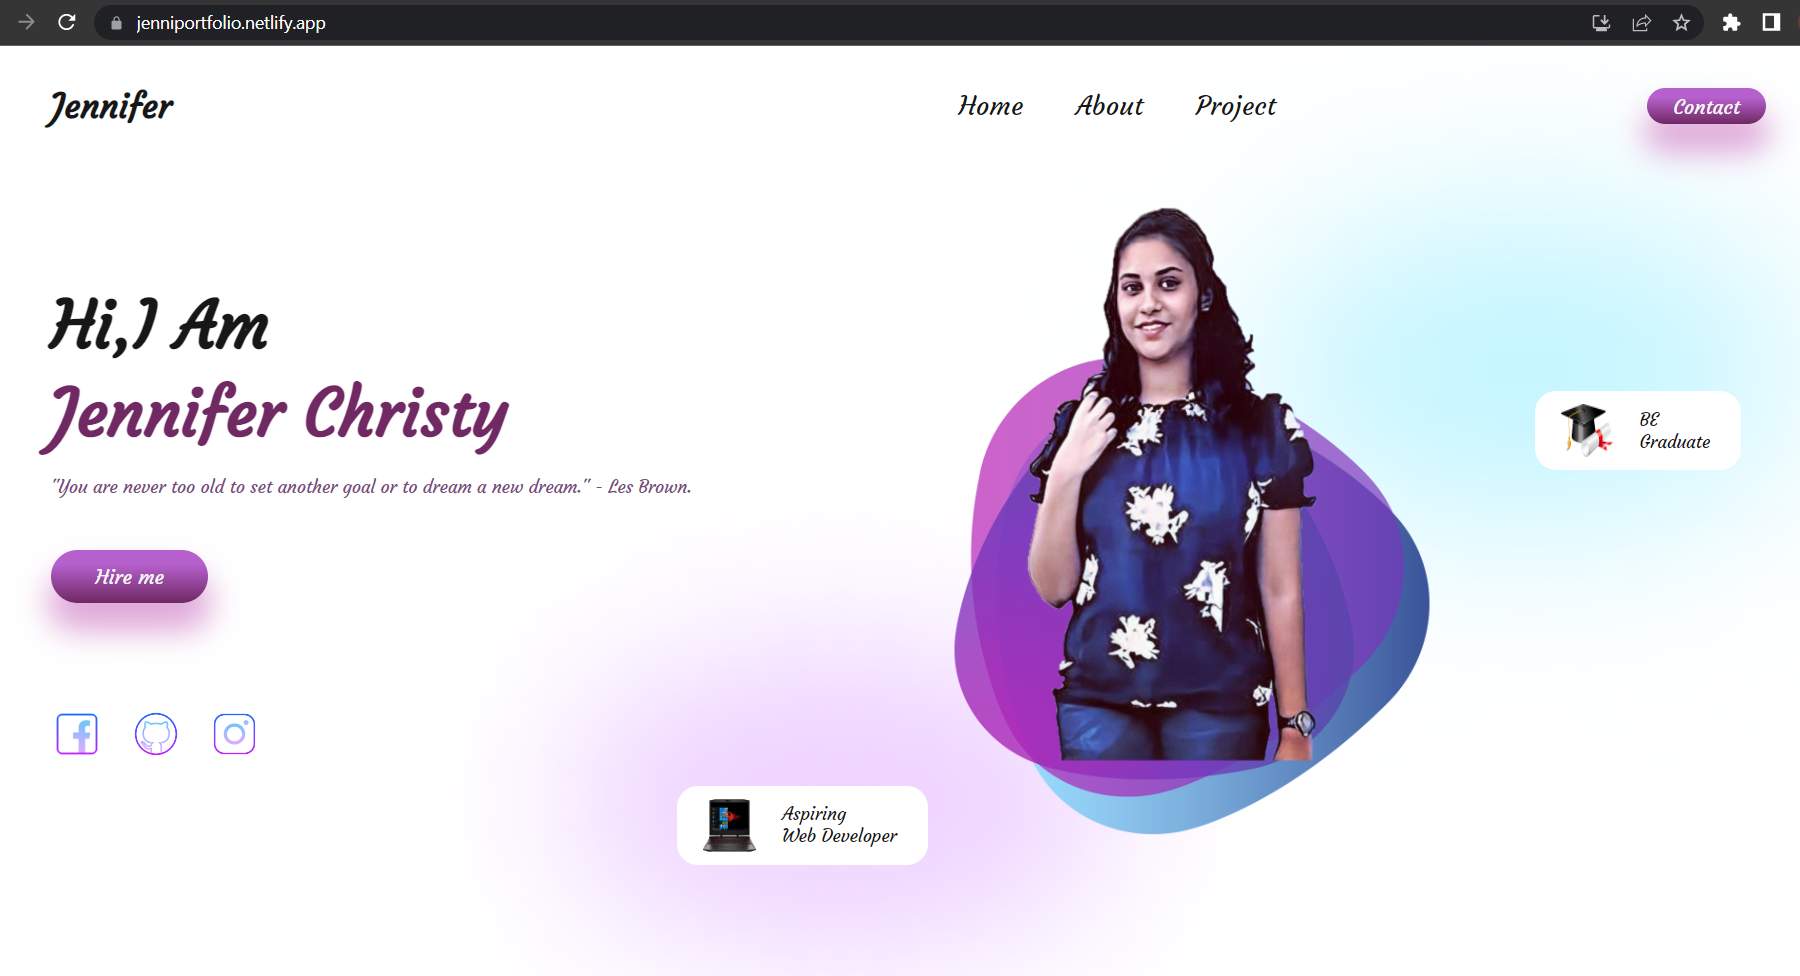 jenniportfolio.netlify.app
Jennifer
Home About Project
Contact
Hi,I Am
Jennifer Christy
"You are never too old to set another goal or to dream a new dream." - Les Brown.
Hire me
BE
Graduate
Aspiring
Web Developer